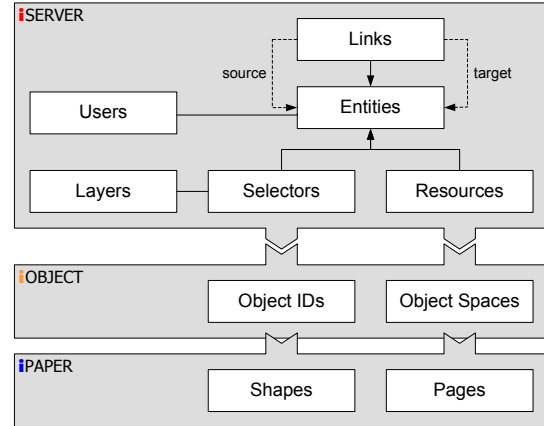 iSERVER
Links
source
target
Entities
Users
Layers
Selectors
Resources
iOBJECT
Object IDs
Object Spaces
iPAPER
Shapes
Pages